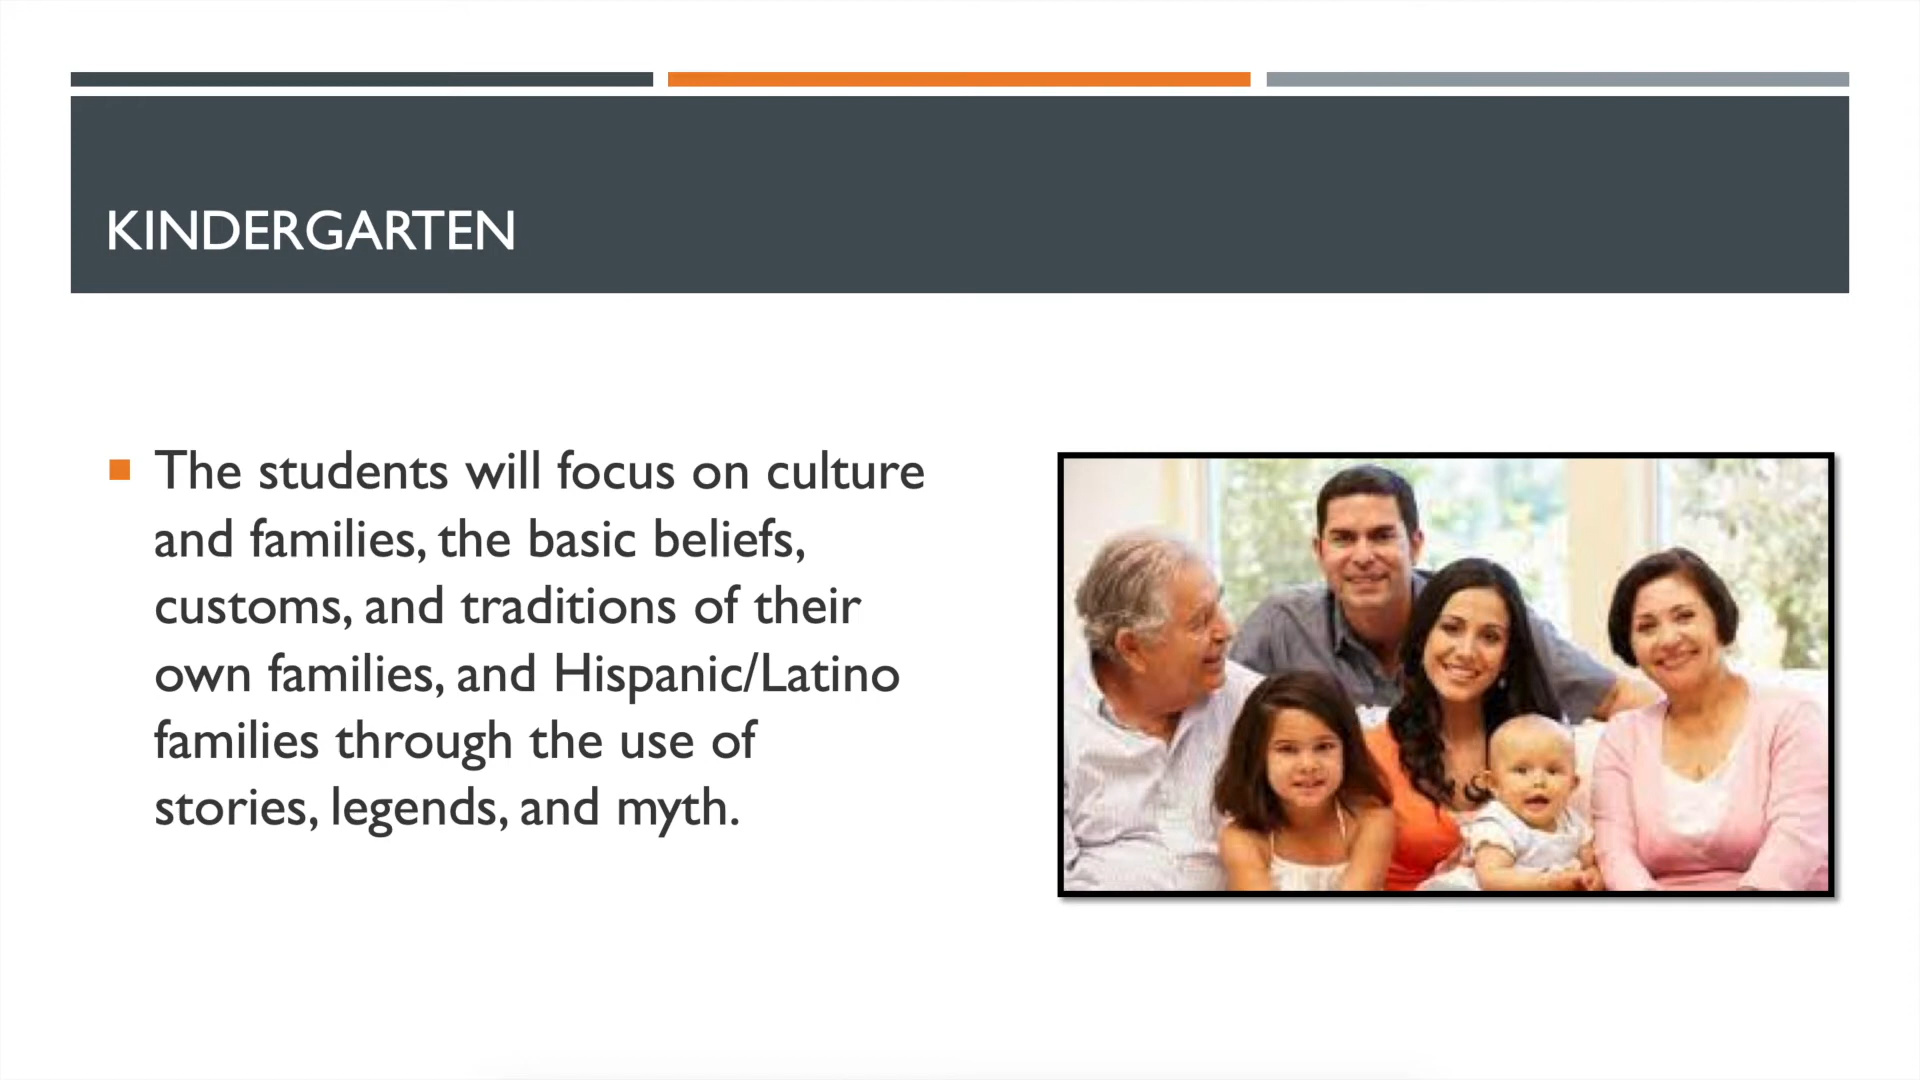 KINDERGARTEN
The students will focus on culture
and families, the basic beliefs,
customs, and traditions of their
own families, and Hispanic/Latino
families through the use of
stories, legends, and myth.